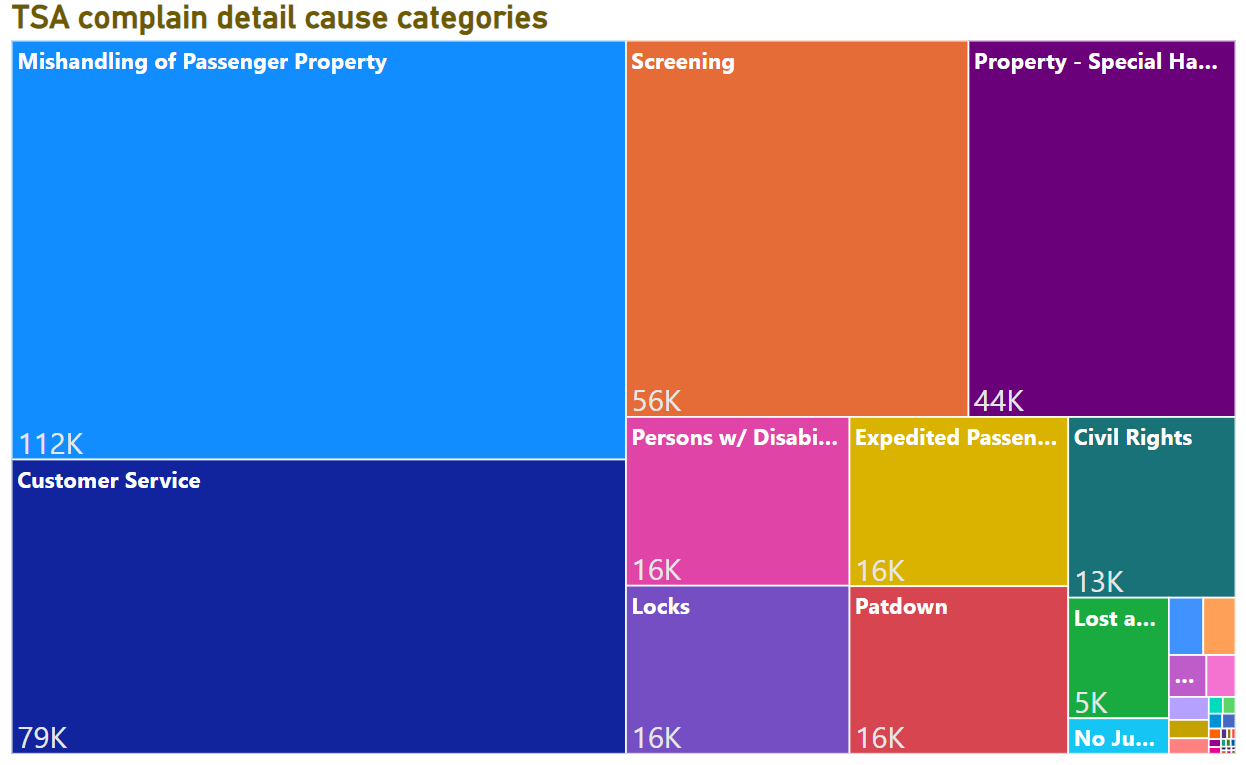 TSA complain detail cause categories
Mishandling of Passenger Property
112K
Customer Service
79K
Screening
56K
Property - Special Ha...
44K
Persons w/ Disabi...
16K
Expedited Passen...
16K
Civil Rights
13K
Locks
16K
Patdown
16K
Lost a...
5K
No Ju...
...